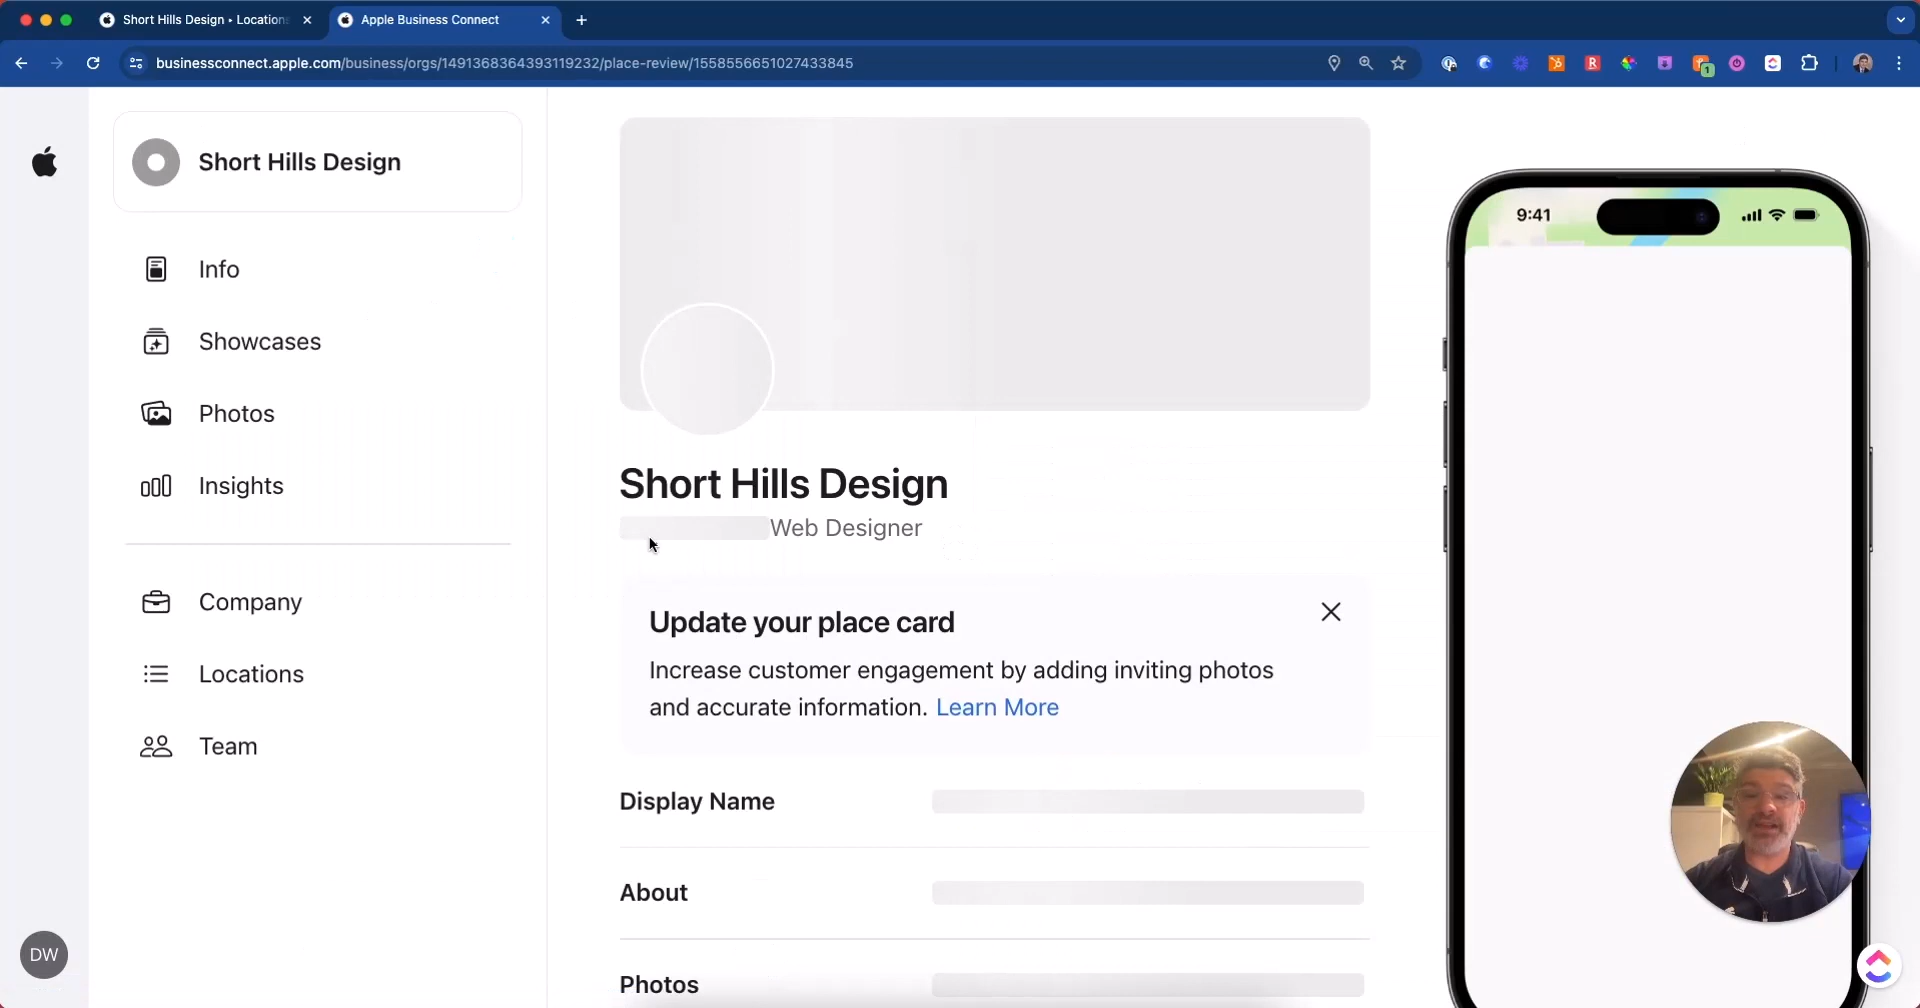 Short Hills Design • Locations
Apple Business Connect
businessconnect.apple.com/business/orgs/1491368364393119232/place-review/1558556651027433845
1
Short Hills Design
Info
Showcases
Photos
Insights
Company
Locations
Team
DW
Short Hills Design
Web Designer
Update your place card
Increase customer engagement by adding inviting photos
and accurate information. Learn More
Display Name
About
Photos
9:41